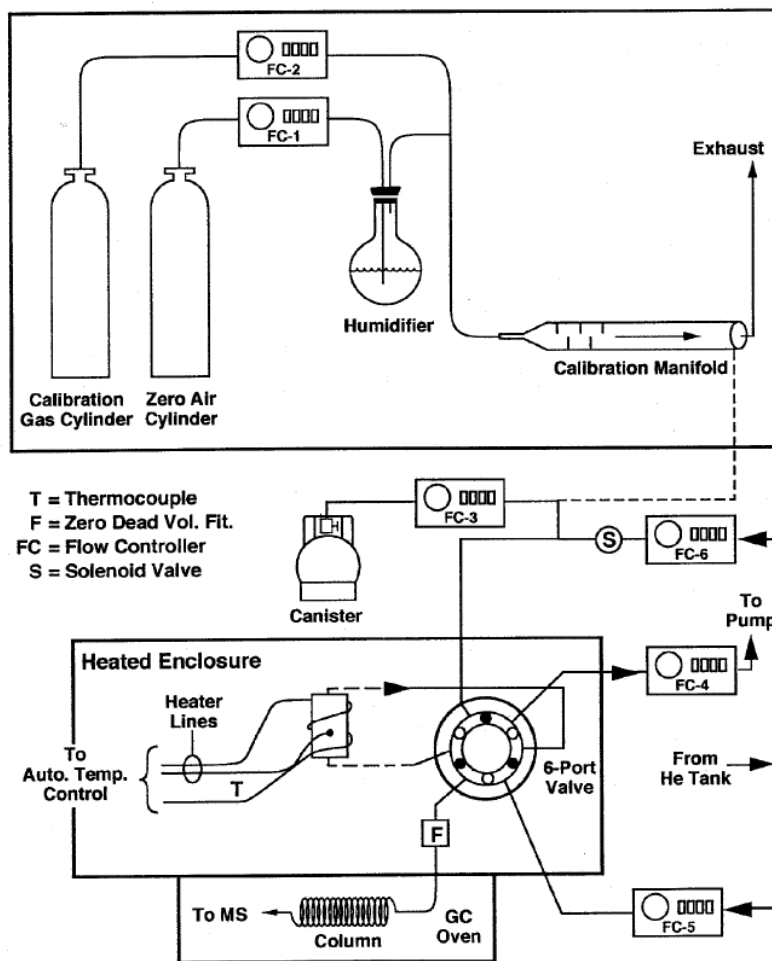 FC-2
FC-1
Exhaust
Humidifier
Calibration
Gas Cylinder
Zero Air
Cylinder
Calibration Manifold
T = Thermocouple
F = Zero Dead Vol. Fit.
FC = Flow Controller
S = Solenoid Valve
FC-3
S
FC-6
Canister
To
Pump
Heated Enclosure
FC-4
Heater
Lines
To
Auto. Temp.
Control
T
6-Port
Valve
From
He Tank
F
To MS
Column
GC
Oven
FC-5